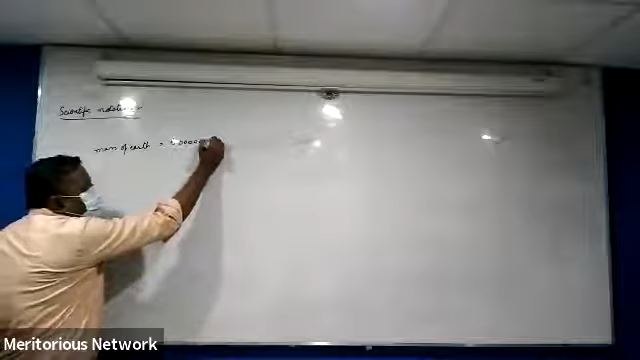 Scientific notation
mass of earth =
Meritorious Network